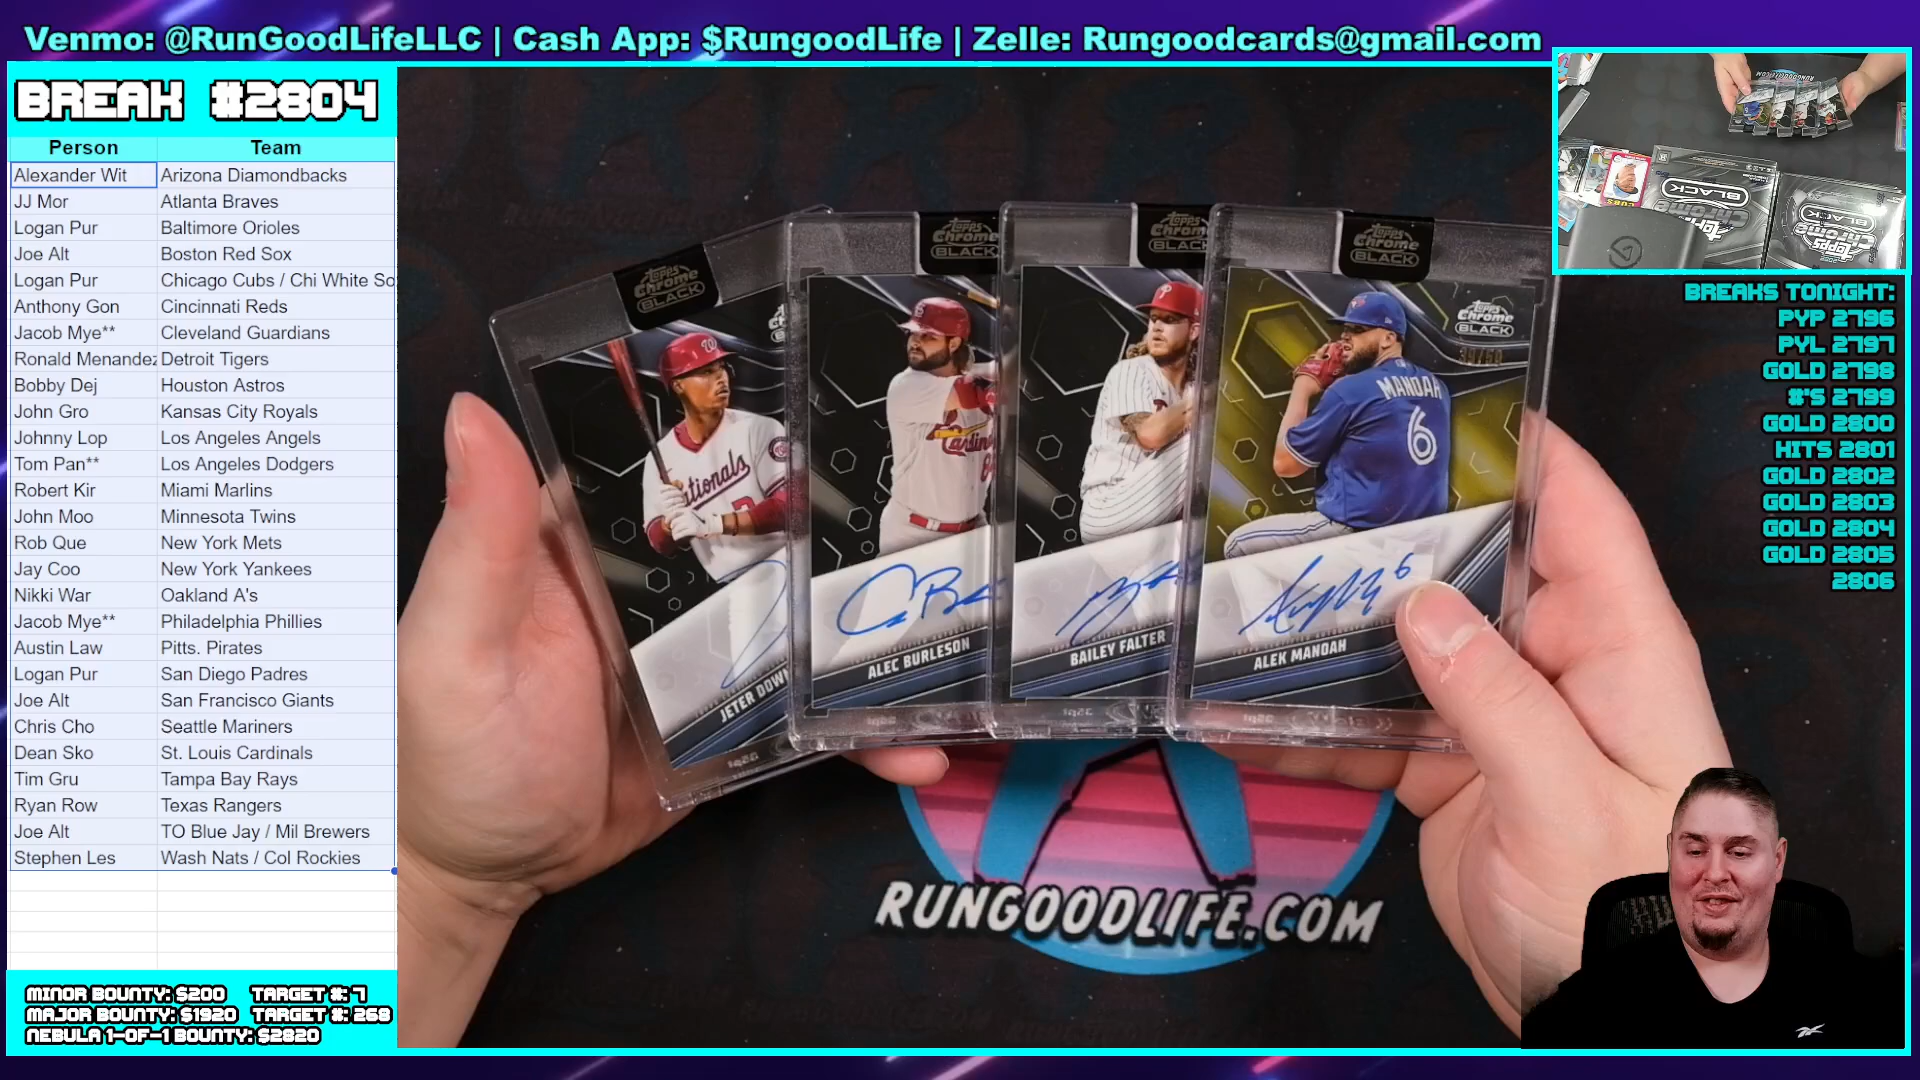 Venmo: @RunGoodLifeLLC | Cash App: $RungoodLife | Zelle: Rungoodcards@gmail.com
BREAK #2804
Person Team
Alexander Wit Arizona Diamondbacks
JJ Mor Atlanta Braves
Logan Pur Baltimore Orioles
Joe Alt Boston Red Sox
Logan Pur Chicago Cubs / Chi White So
Anthony Gon Cincinnati Reds
Jacob Mye** Cleveland Guardians
Ronald Menandez Detroit Tigers
Bobby Dej Houston Astros
John Gro Kansas City Royals
Johnny Lop Los Angeles Angels
Tom Pan** Los Angeles Dodgers
Robert Kir Miami Marlins
John Moo Minnesota Twins
Rob Que New York Mets
Jay Coo New York Yankees
Nikki War Oakland A's
Jacob Mye** Philadelphia Phillies
Austin Law Pitts. Pirates
Logan Pur San Diego Padres
Joe Alt San Francisco Giants
Chris Cho Seattle Mariners
Dean Sko St. Louis Cardinals
Tim Gru Tampa Bay Rays
Ryan Row Texas Rangers
Joe Alt TO Blue Jay / Mil Brewers
Stephen Les Wash Nats / Col Rockies
MINOR BOUNTY: $200 TARGET #: 7
MAJOR BOUNTY: $1920 TARGET #: 268
NEBULA 1-OF-1 BOUNTY: $2820
Topps Chrome BLACK
Topps Chrome BLACK
Topps Chrome BLACK
Topps Chrome BLACK
Topps Chrome BLACK
MANOAH
6
JETER DOW
ALEC BURLESON
BAILEY FALTER
ALEK MANOAH
RUNGOODLIFE.COM
BREAKS TONIGHT:
PYP 2796
PYL 2797
GOLD 2798
#'S 2799
GOLD 2800
HITS 2801
GOLD 2802
GOLD 2803
GOLD 2804
GOLD 2805
2806